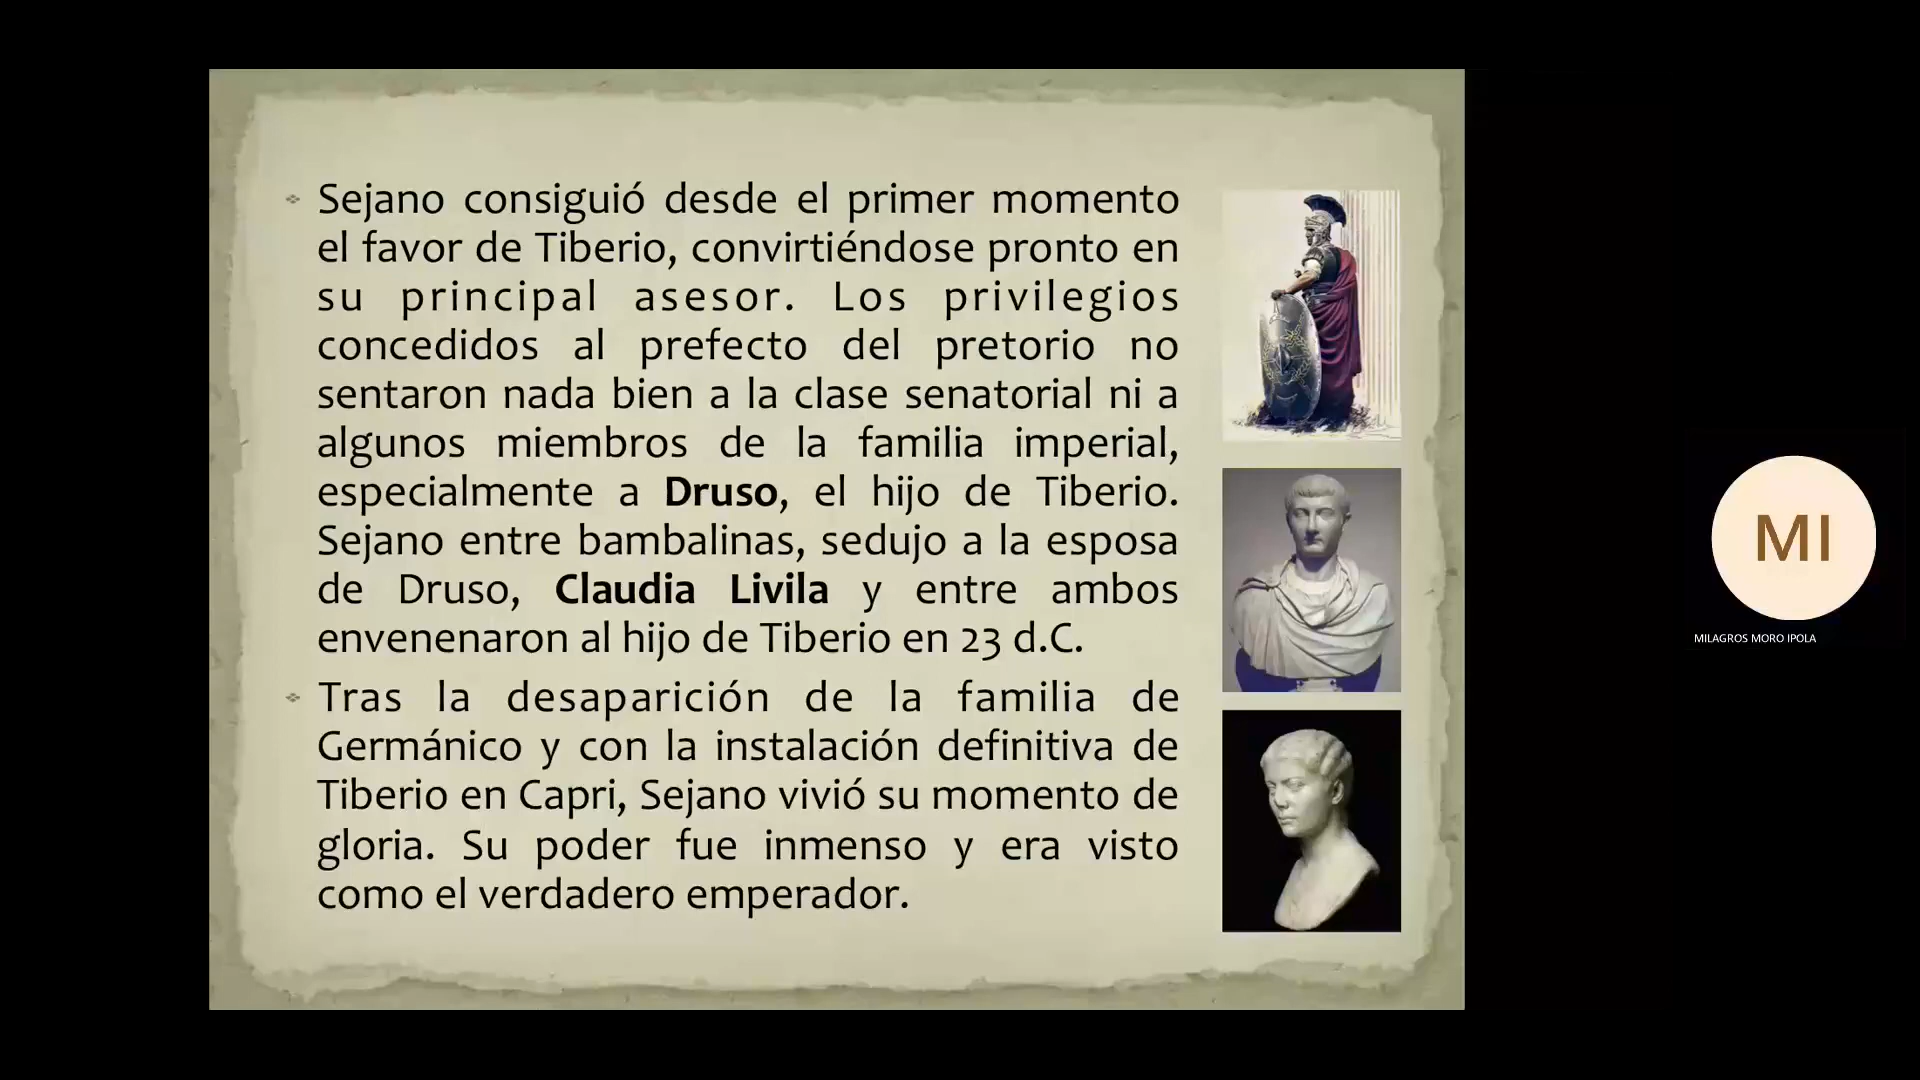 Sejano consiguió desde el primer momento
el favor de Tiberio, convirtiéndose pronto en
su principal asesor. Los privilegios
concedidos al prefecto del pretorio no
sentaron nada bien a la clase senatorial ni a
algunos miembros de la familia imperial,
especialmente a Druso, el hijo de Tiberio.
Sejano entre bambalinas, sedujo a la esposa
de Druso, Claudia Livila y entre ambos
envenenaron al hijo de Tiberio en 23 d.C.
Tras la desaparición de la familia de
Germánico y con la instalación definitiva de
Tiberio en Capri, Sejano vivió su momento de
gloria. Su poder fue inmenso y era visto
como el verdadero emperador.
MI
MILAGROS MORO IPOLA